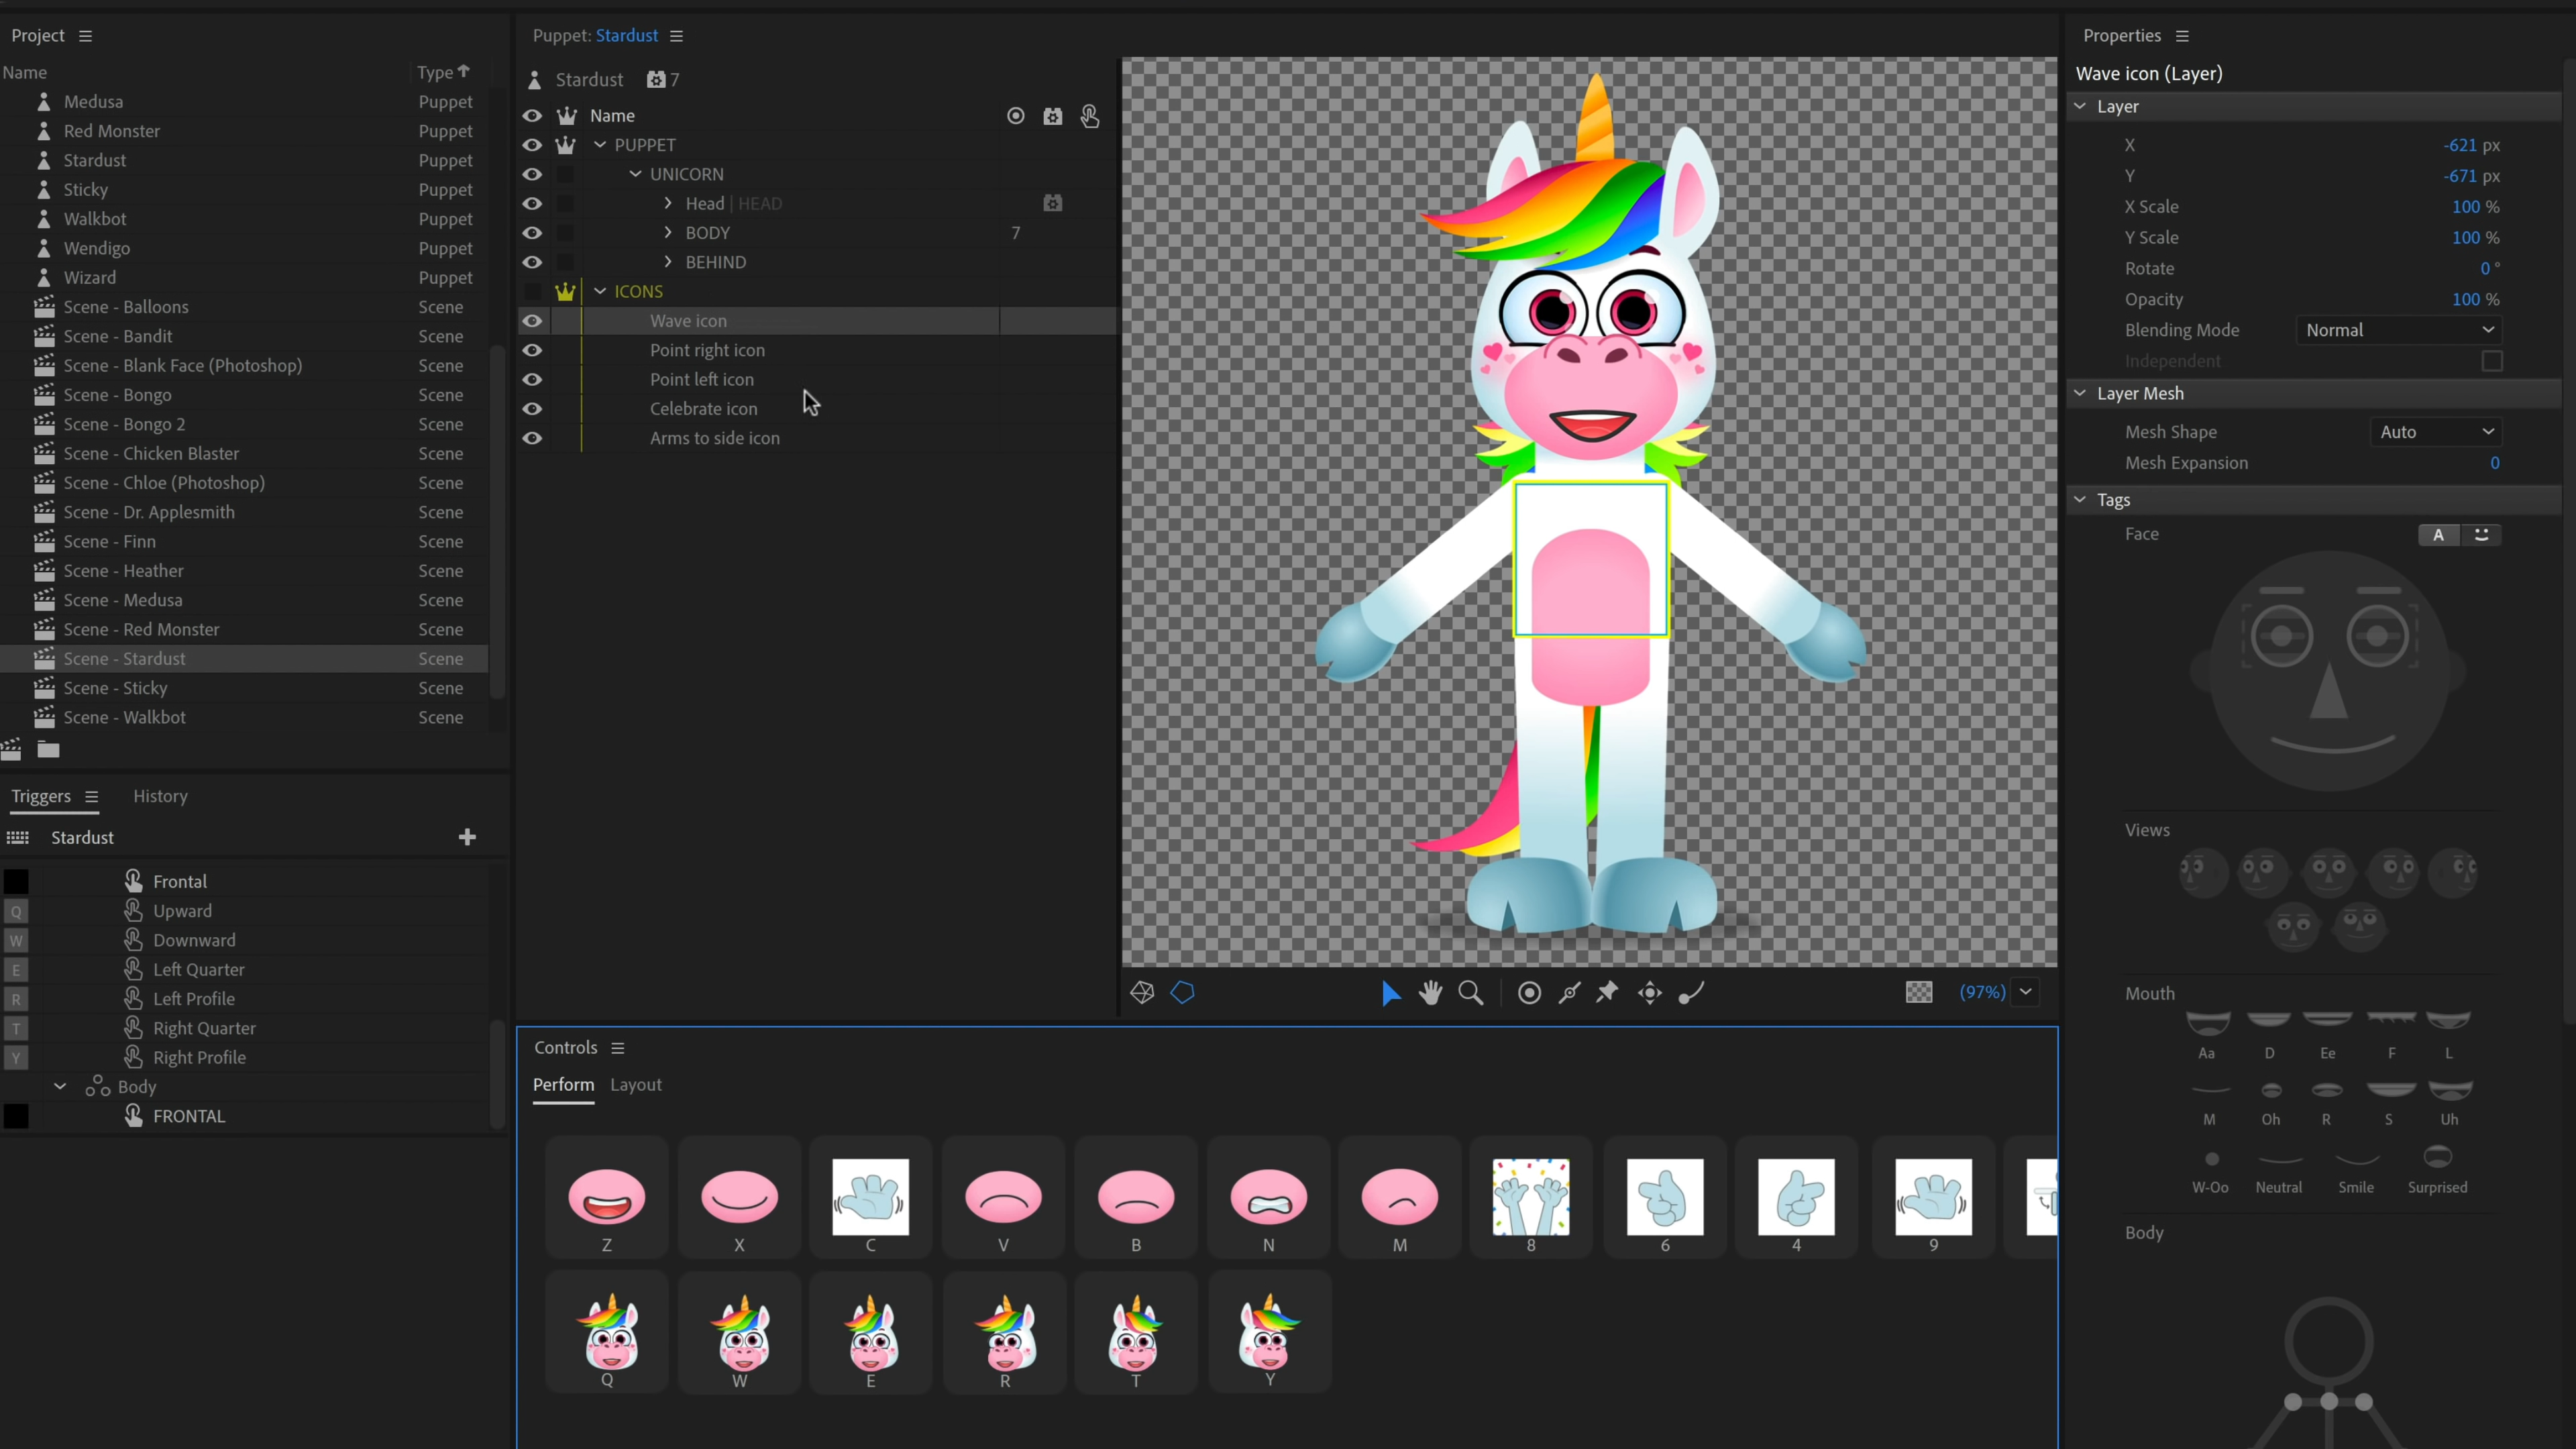 Project
Name Type
Medusa Puppet
Red Monster Puppet
Stardust Puppet
Sticky Puppet
Walkbot Puppet
Wendigo Puppet
Wizard Puppet
Scene - Balloons Scene
Scene - Bandit Scene
Scene - Blank Face (Photoshop) Scene
Scene - Bongo Scene
Scene - Bongo 2 Scene
Scene - Chicken Blaster Scene
Scene - Chloe (Photoshop) Scene
Scene - Dr. Applesmith Scene
Scene - Finn Scene
Scene - Heather Scene
Scene - Medusa Scene
Scene - Red Monster Scene
Scene - Stardust Scene
Scene - Sticky Scene
Scene - Walkbot Scene
Triggers History
Stardust
Frontal
Q Upward
W Downward
E Left Quarter
R Left Profile
T Right Quarter
Y Right Profile
Body
FRONTAL
Puppet: Stardust
Stardust 7
Name
PUPPET
UNICORN
Head | HEAD
BODY 7
BEHIND
ICONS
Wave icon
Point right icon
Point left icon
Celebrate icon
Arms to side icon
(97%)
Controls
Perform Layout
Z X C V B N M 8 6 4 9
Q W E R T Y
Properties
Wave icon (Layer)
Layer
X -621 px
Y -671 px
X Scale 100 %
Y Scale 100 %
Rotate 0 °
Opacity 100 %
Blending Mode Normal
Independent
Layer Mesh
Mesh Shape Auto
Mesh Expansion 0
Tags
Face A
Views
Mouth
Aa D Ee F L
M Oh R S Uh
W-Oo Neutral Smile Surprised
Body